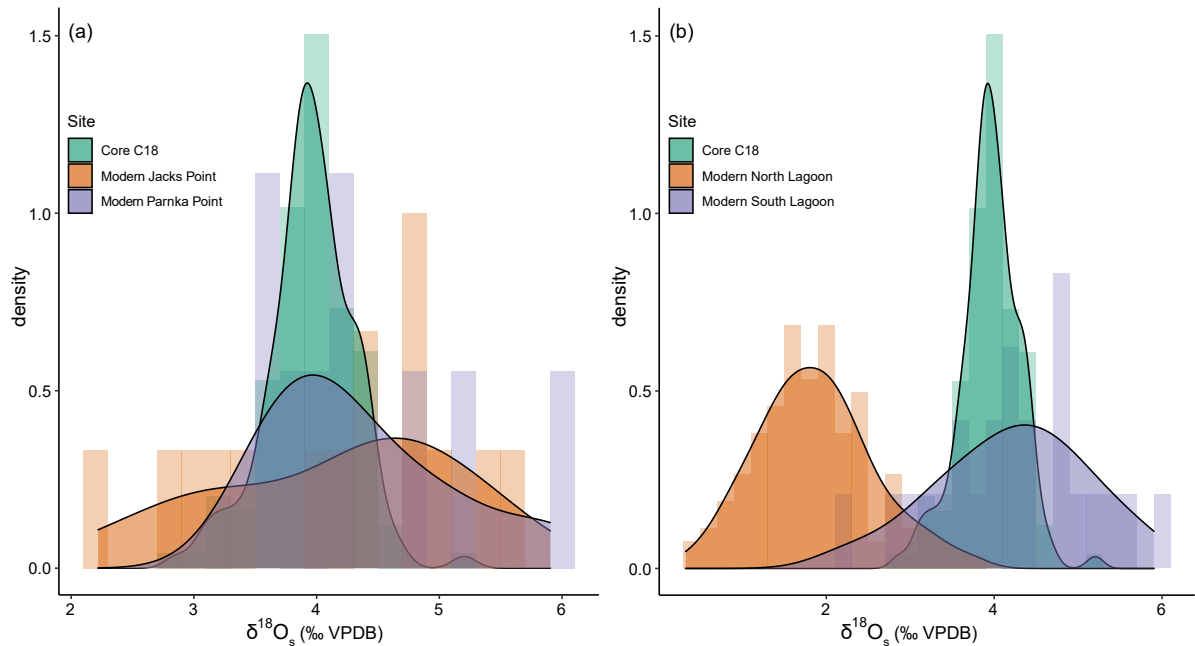 (a)
Site
Core C18
Modern Jacks Point
Modern Parnka Point
1.5
1.0
0.5
0.0
density
2 3 4 5 6
δ¹⁸Oₛ (‰ VPDB)
(b)
Site
Core C18
Modern North Lagoon
Modern South Lagoon
1.5
1.0
0.5
0.0
density
2 4 6
δ¹⁸Oₛ (‰ VPDB)